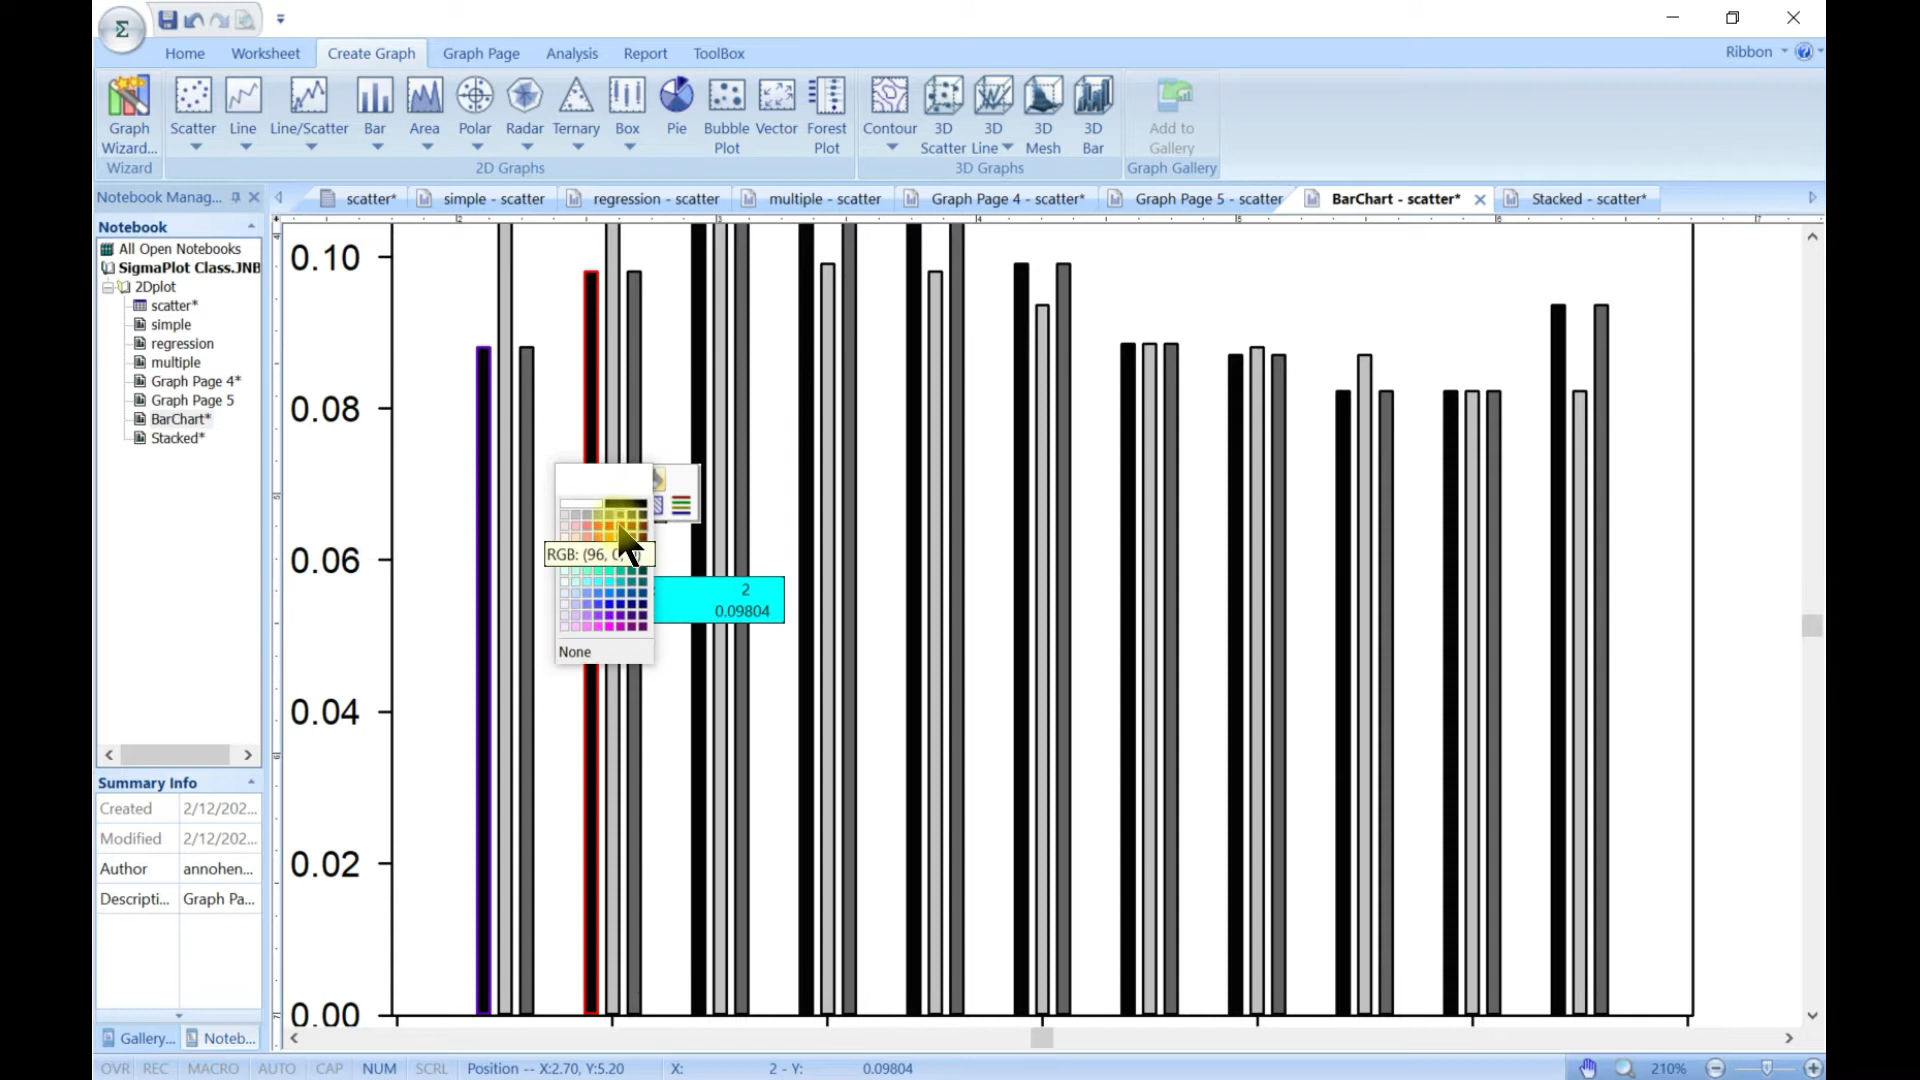 Σ
Home Worksheet Create Graph Graph Page Analysis Report ToolBox Ribbon
Graph Wizard... Scatter Line Line/Scatter Bar Area Polar Radar Ternary Box Pie Bubble Plot Vector Forest Plot Contour 3D Scatter 3D Line 3D Mesh 3D Bar Add to Gallery
Wizard 2D Graphs 3D Graphs Graph Gallery
Notebook Manag...
scatter* simple - scatter regression - scatter multiple - scatter Graph Page 4 - scatter* Graph Page 5 - scatter BarChart - scatter* Stacked - scatter*
Notebook
All Open Notebooks
SigmaPlot Class.JNB
2Dplot
scatter*
simple
regression
multiple
Graph Page 4*
Graph Page 5
BarChart*
Stacked*
0.10
0.08
0.06
0.04
0.02
0.00
RGB: (96, 0,
None
2
0.09804
Summary Info
Created 2/12/202...
Modified 2/12/202...
Author annohen...
Descripti... Graph Pa...
Gallery... Noteb...
OVR REC MACRO AUTO CAP NUM SCRL Position -- X:2.70, Y:5.20 X: 2 - Y: 0.09804 210%